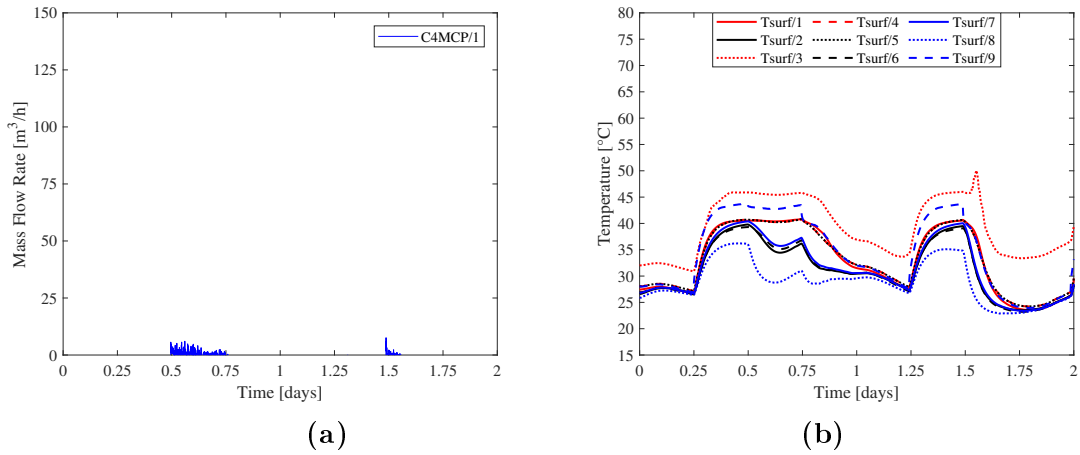 C4MCP/1
Mass Flow Rate [m³/h]
150
125
100
75
50
25
0
0 0.25 0.5 0.75 1 1.25 1.5 1.75 2
Time [days]
(a)
Tsurf/1 Tsurf/4 Tsurf/7
Tsurf/2 Tsurf/5 Tsurf/8
Tsurf/3 Tsurf/6 Tsurf/9
Temperature [°C]
80
75
70
65
60
55
50
45
40
35
30
25
20
15
0 0.25 0.5 0.75 1 1.25 1.5 1.75 2
Time [days]
(b)